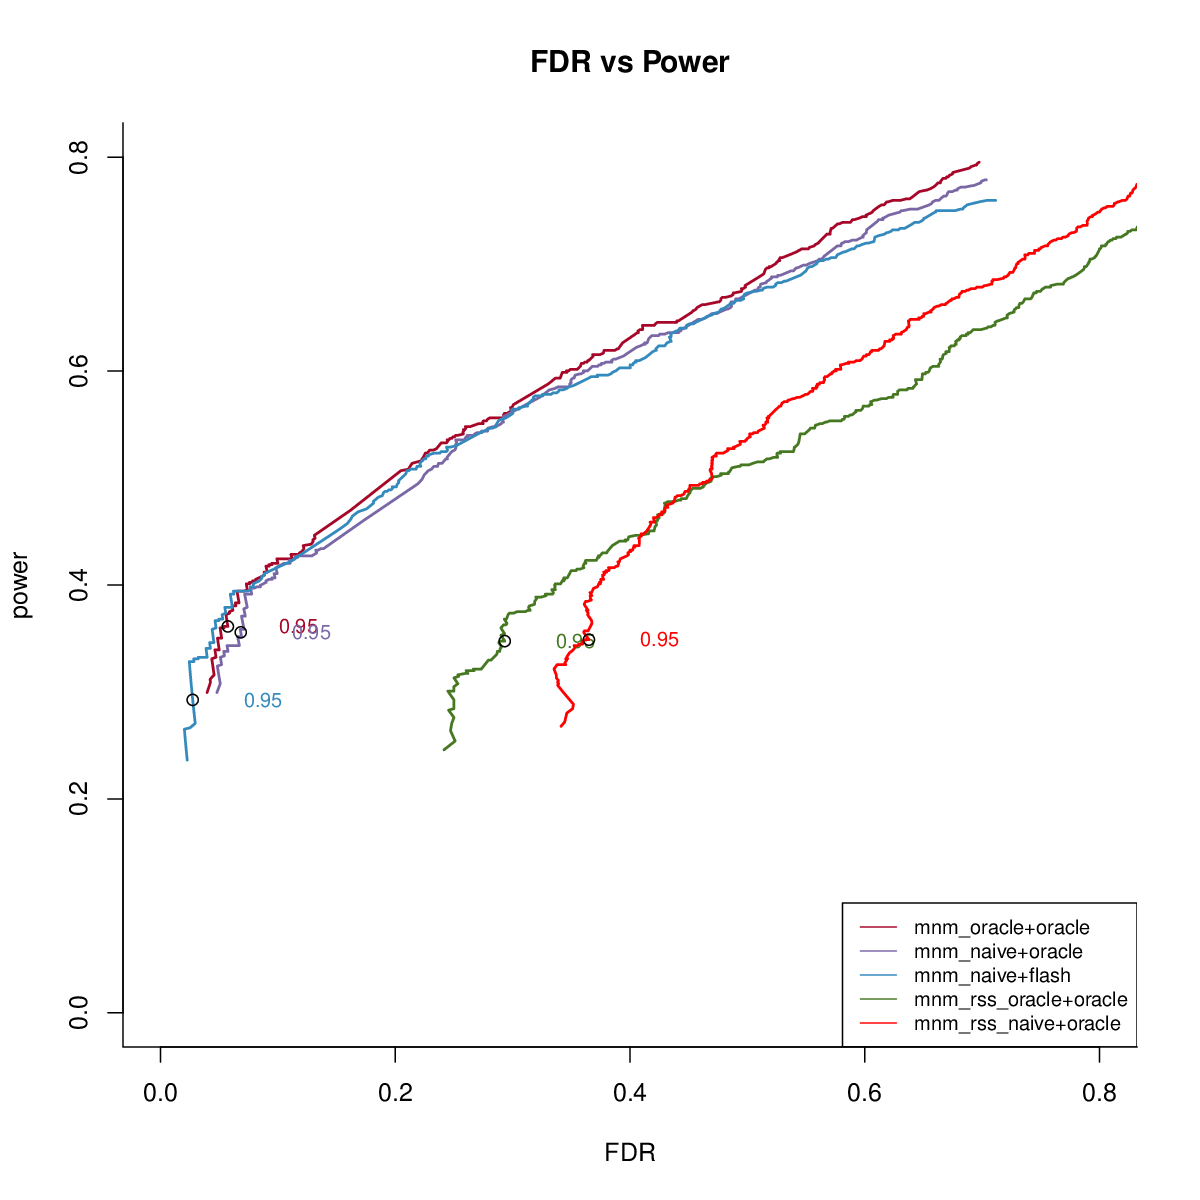 FDR vs Power
power
0.8
0.6
0.4
0.2
0.0
0.95
0.95
0.95
0.95
0.95
mnm_oracle+oracle
mnm_naive+oracle
mnm_naive+flash
mnm_rss_oracle+oracle
mnm_rss_naive+oracle
0.0 0.2 0.4 0.6 0.8
FDR